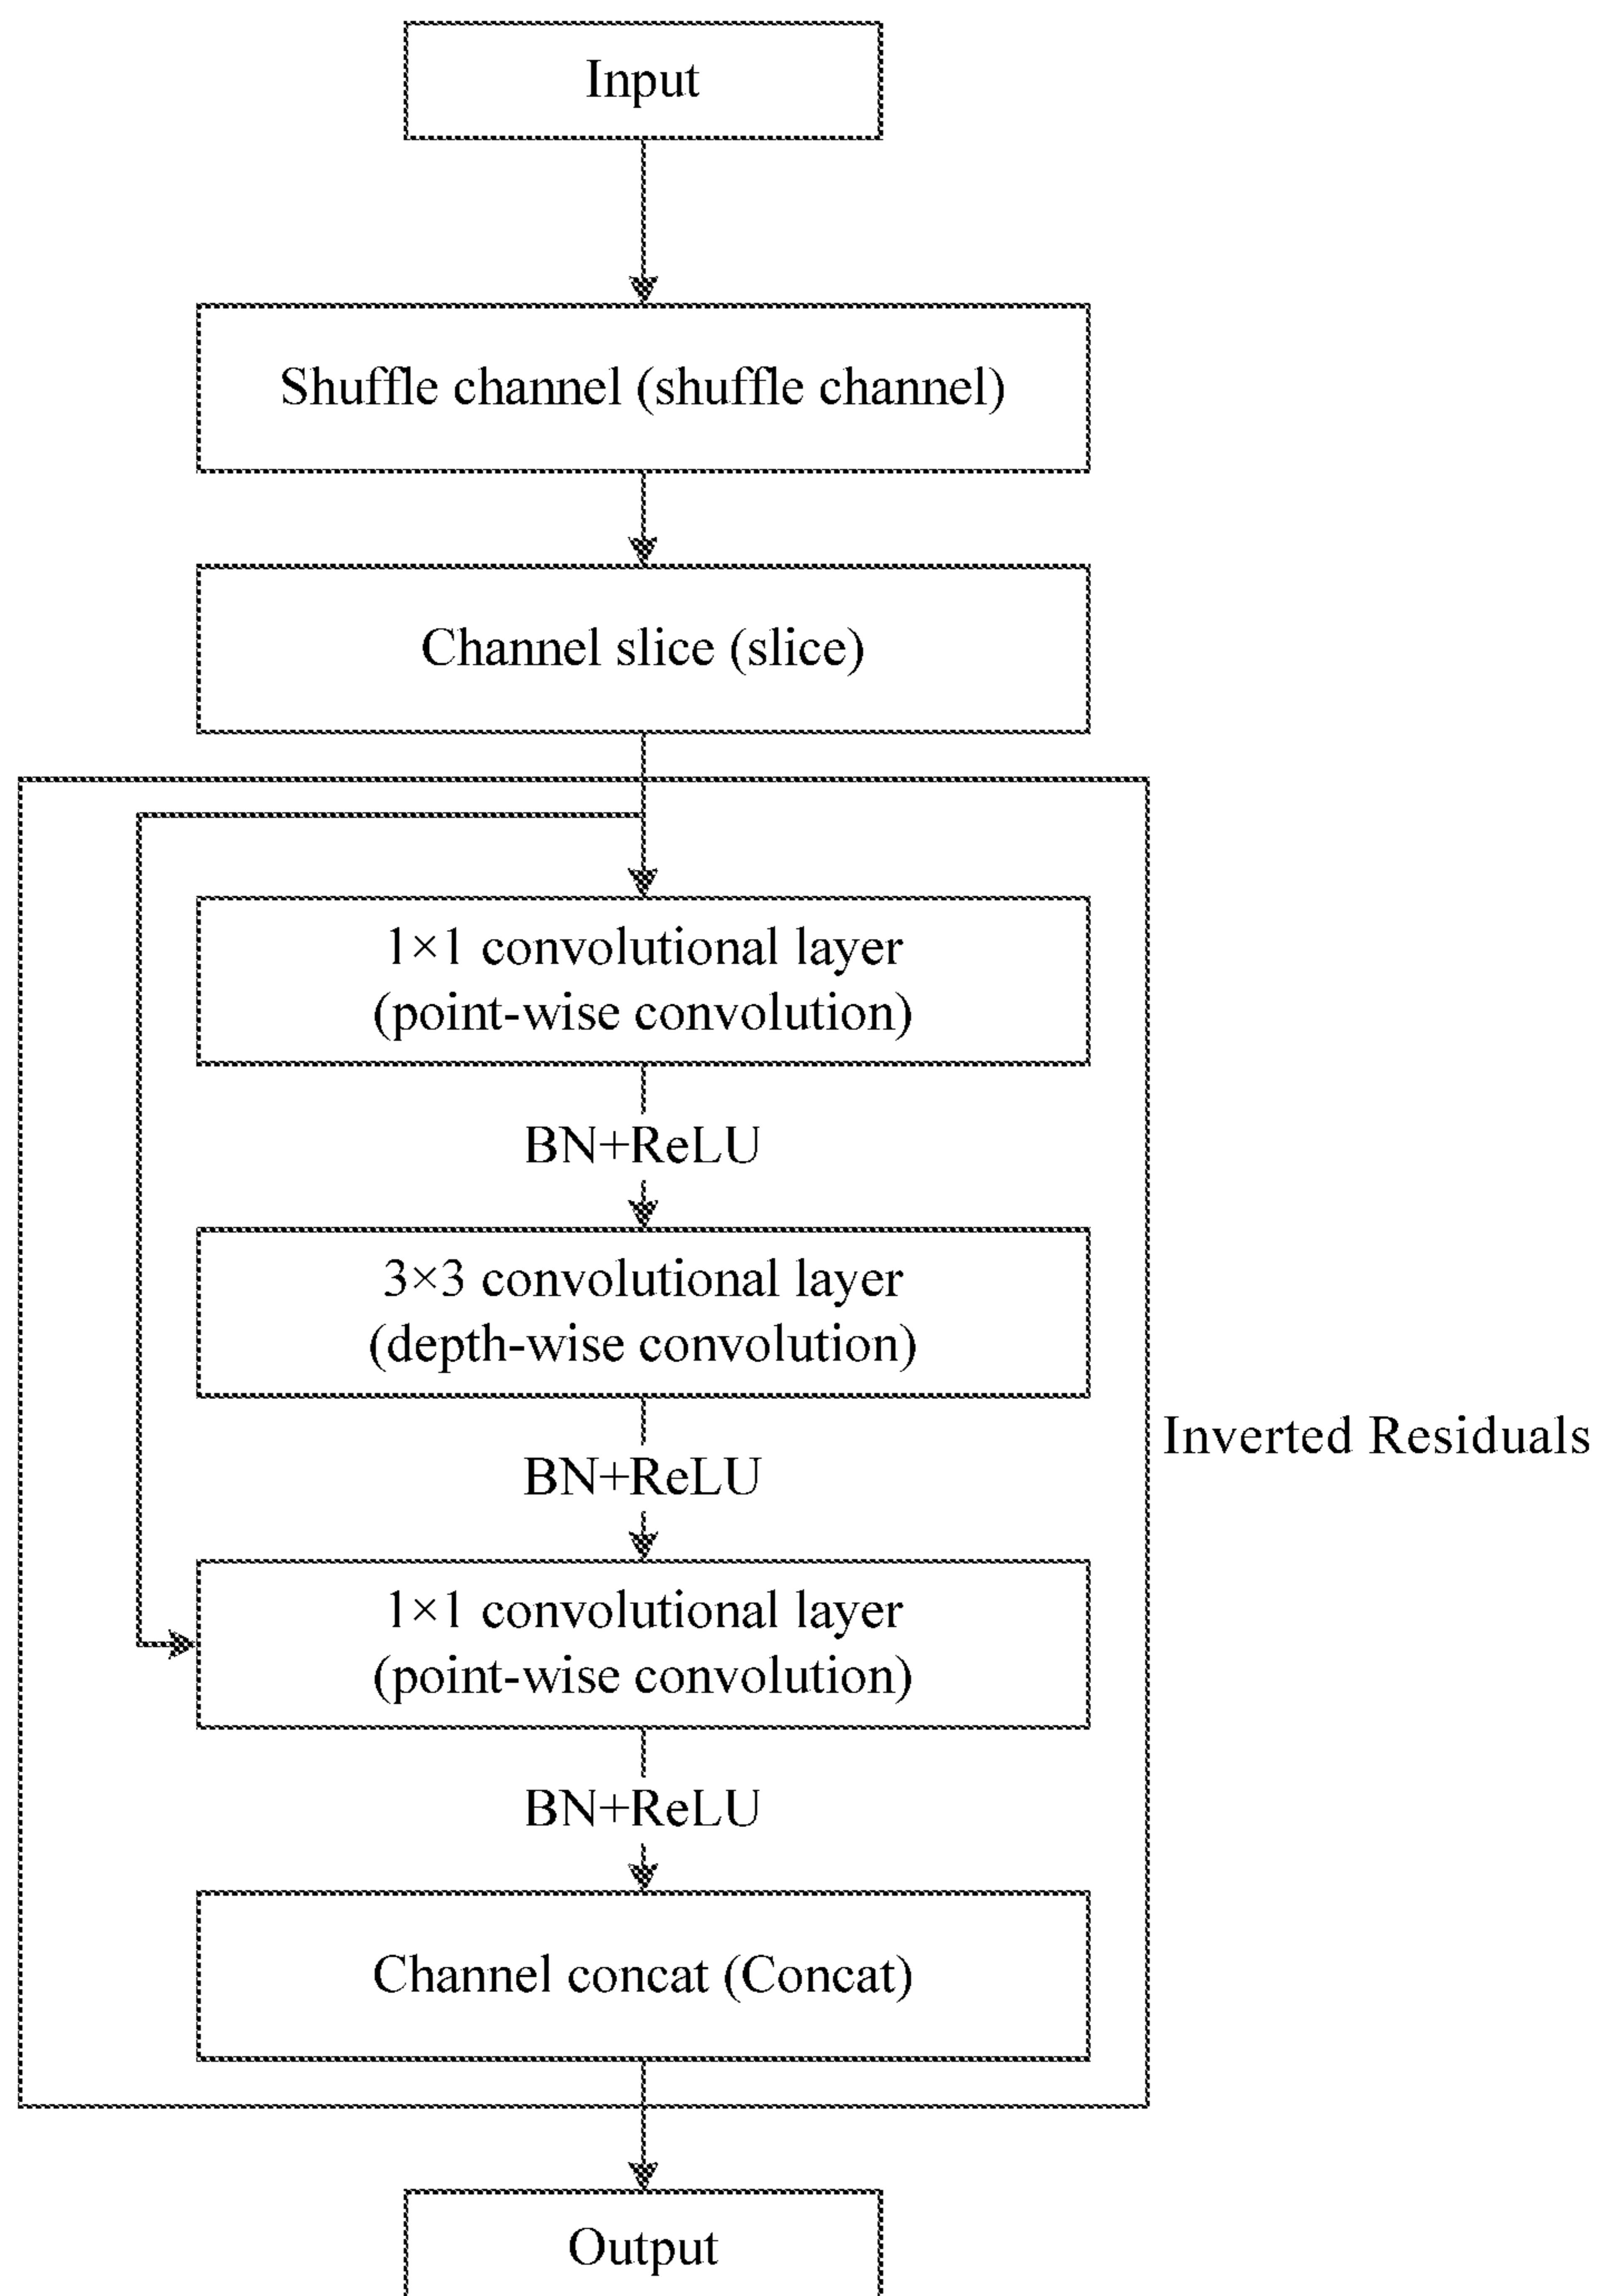 Input
Shuffle channel (shuffle channel)
Channel slice (slice)
1×1 convolutional layer
(point-wise convolution)
BN+ReLU
3×3 convolutional layer
(depth-wise convolution)
Inverted Residuals
BN+ReLU
1×1 convolutional layer
(point-wise convolution)
BN+ReLU
Channel concat (Concat)
Output